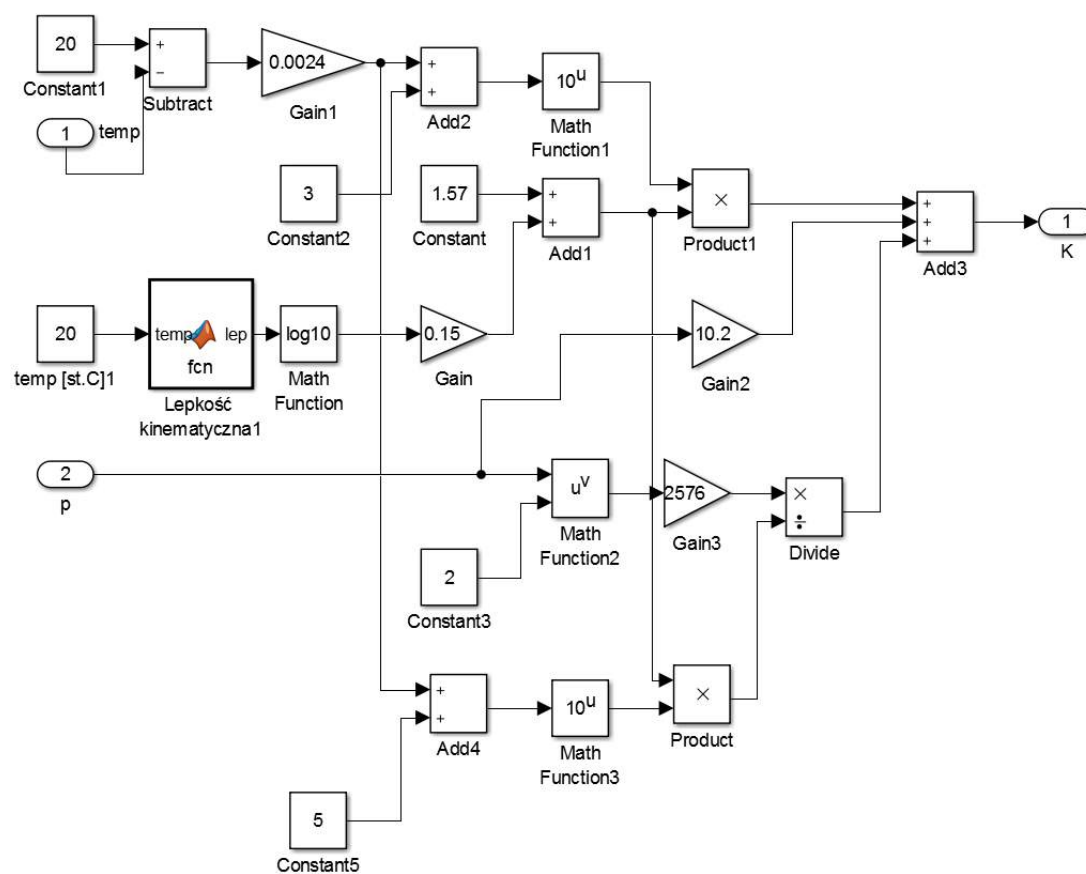 20
Constant1
+
−
Subtract
0.0024
Gain1
+
+
Add2
10u
Math
Function1
1
temp
3
Constant2
1.57
Constant
+
+
Add1
×
Product1
+
+
+
Add3
1
K
20
temp [st.C]1
temp
lep
fcn
Lepkość
kinematyczna1
log10
Math
Function
0.15
Gain
10.2
Gain2
2
p
uv
Math
Function2
2576
Gain3
×
÷
Divide
2
Constant3
+
+
Add4
10u
Math
Function3
×
Product
5
Constant5